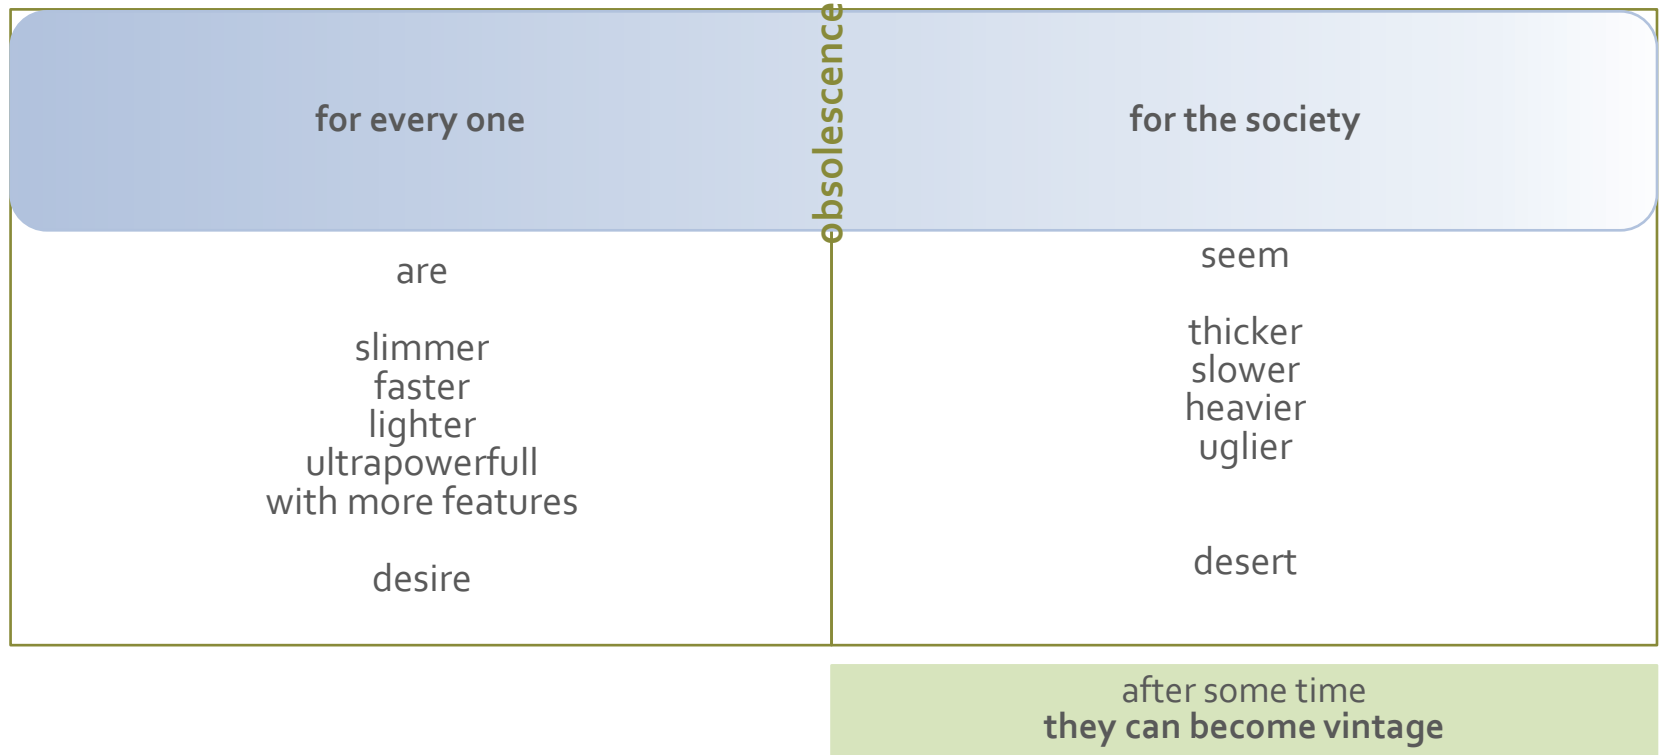 for every one
obsolescence
for the society
are
slimmer
faster
lighter
ultrapowerfull
with more features
desire
seem
thicker
slower
heavier
uglier
desert
after some time
they can become vintage